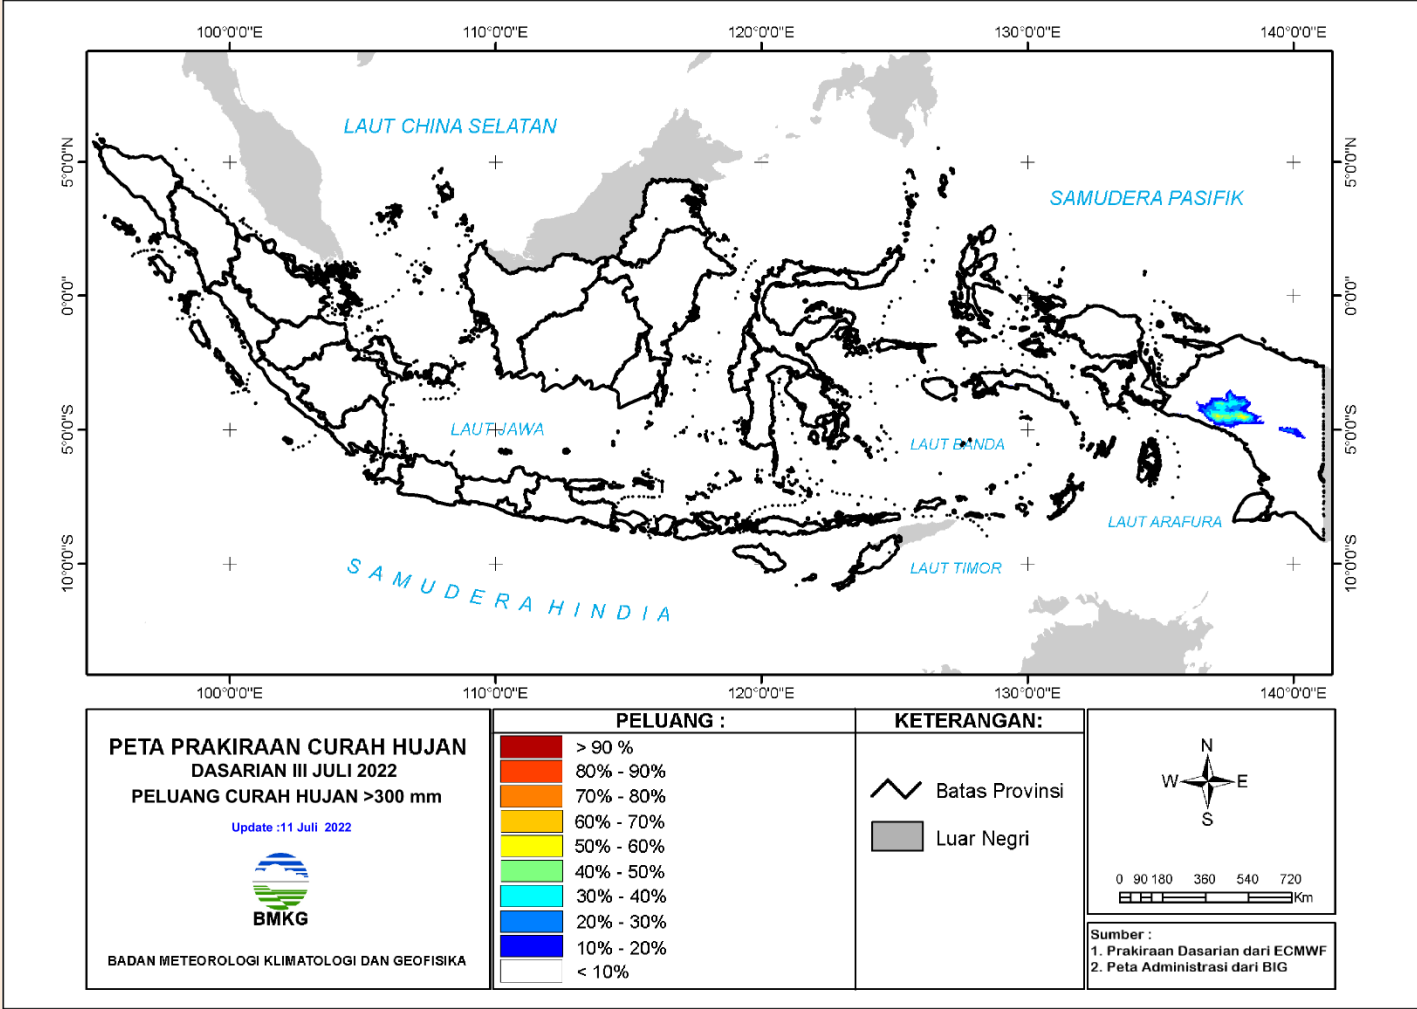 100°0'0"E 110°0'0"E 120°0'0"E 130°0'0"E 140°0'0"E
5°0'0"N 5°0'0"N
0°0'0" 0°0'0"
5°0'0"S 5°0'0"S
10°0'0"S 10°0'0"S
LAUT CHINA SELATAN
SAMUDERA PASIFIK
LAUT JAWA
LAUT BANDA
LAUT ARAFURA
LAUT TIMOR
SAMUDERA HINDIA
100°0'0"E 110°0'0"E 120°0'0"E 130°0'0"E 140°0'0"E
PETA PRAKIRAAN CURAH HUJAN
DASARIAN III JULI 2022
PELUANG CURAH HUJAN >300 mm
Update :11 Juli 2022
BMKG
BADAN METEOROLOGI KLIMATOLOGI DAN GEOFISIKA
PELUANG :
> 90 %
80% - 90%
70% - 80%
60% - 70%
50% - 60%
40% - 50%
30% - 40%
20% - 30%
10% - 20%
< 10%
KETERANGAN:
Batas Provinsi
Luar Negri
N
W E
S
0 90 180 360 540 720
Km
Sumber :
1. Prakiraan Dasarian dari ECMWF
2. Peta Administrasi dari BIG